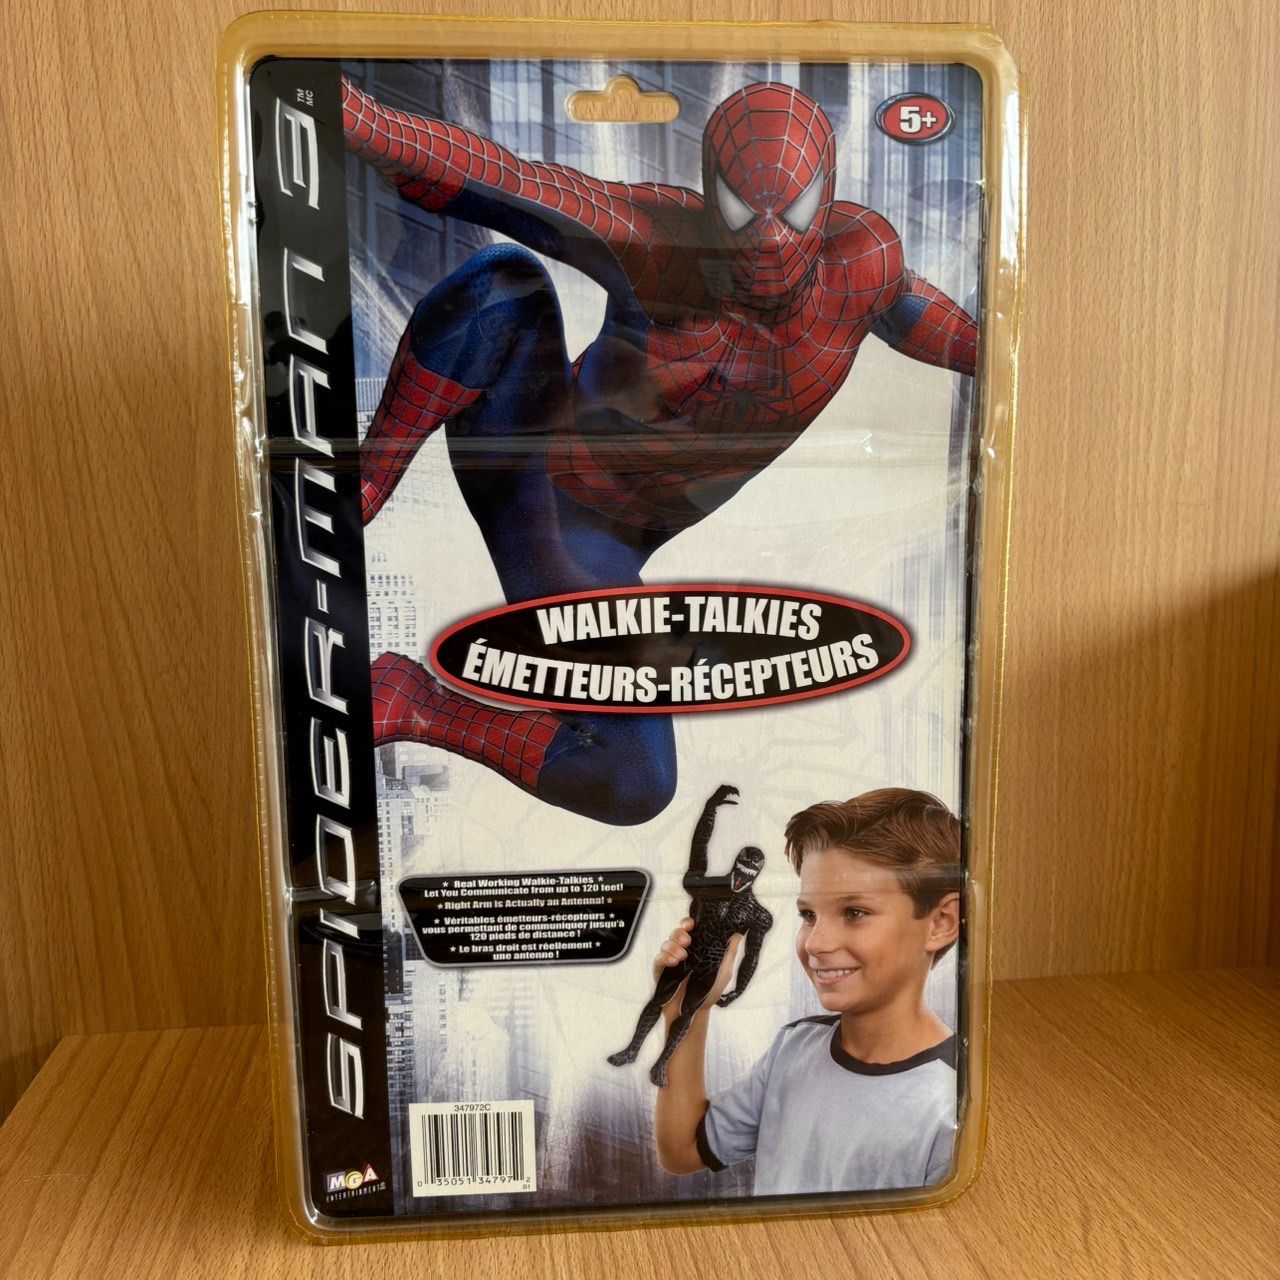 SPIDER-MAN 3 ™ MC
5+
WALKIE-TALKIES
ÉMETTEURS-RÉCEPTEURS
★ Real Working Walkie-Talkies
Let You Communicate from up to 120 feet!
★ Right Arm is Actually an Antenna! ★
★ Véritables émetteurs-récepteurs ★
vous permettant de communiquer jusqu'à
120 pieds de distance !
★ Le bras droit est réellement ★
une antenne !
347972C
0 35051 34797 2
B1
MGA
ENTERTAINMENT